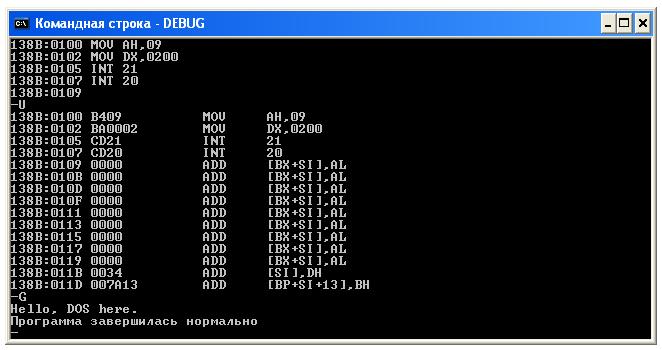 Командная строка - DEBUG
138B:0100 MOV AH,09
138B:0102 MOV DX,0200
138B:0105 INT 21
138B:0107 INT 20
138B:0109
-U
138B:0100 B409 MOV AH,09
138B:0102 BA0002 MOV DX,0200
138B:0105 CD21 INT 21
138B:0107 CD20 INT 20
138B:0109 0000 ADD [BX+SI],AL
138B:010B 0000 ADD [BX+SI],AL
138B:010D 0000 ADD [BX+SI],AL
138B:010F 0000 ADD [BX+SI],AL
138B:0111 0000 ADD [BX+SI],AL
138B:0113 0000 ADD [BX+SI],AL
138B:0115 0000 ADD [BX+SI],AL
138B:0117 0000 ADD [BX+SI],AL
138B:0119 0000 ADD [BX+SI],AL
138B:011B 0034 ADD [SI],DH
138B:011D 007A13 ADD [BP+SI+13],BH
-G
Hello, DOS here.
Программа завершилась нормально
-